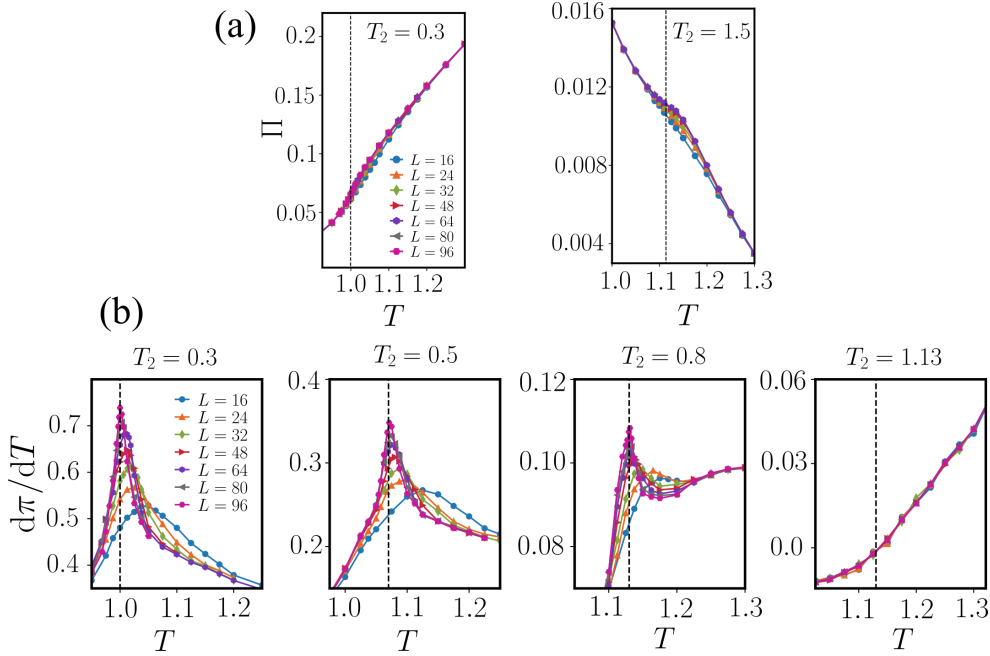 (a)
T₂ = 0.3
T₂ = 1.5
Π
0.2
0.15
0.1
0.05
1.0 1.1 1.2
T
L = 16
L = 24
L = 32
L = 48
L = 64
L = 80
L = 96
0.016
0.012
0.008
0.004
1.0 1.1 1.2 1.3
T
(b)
T₂ = 0.3
T₂ = 0.5
T₂ = 0.8
T₂ = 1.13
dπ/dT
0.7
0.6
0.5
0.4
1.0 1.1 1.2
T
L = 16
L = 24
L = 32
L = 48
L = 64
L = 80
L = 96
0.4
0.3
0.2
1.0 1.1 1.2
T
0.12
0.10
0.08
1.1 1.2 1.3
T
0.06
0.03
0.0
1.1 1.2 1.3
T